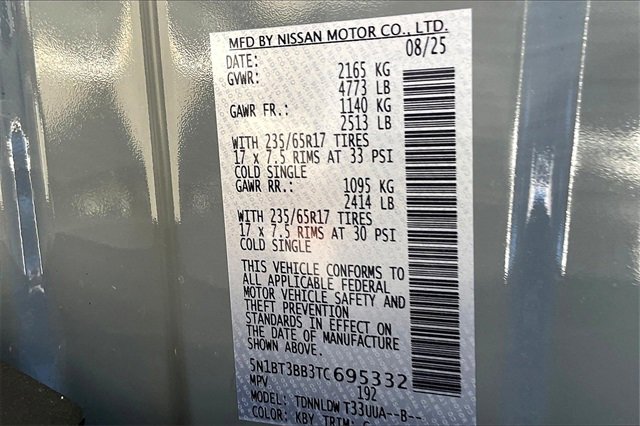 MFD BY NISSAN MOTOR CO., LTD.
DATE: 08/25
GVWR: 2165 KG
4773 LB
GAWR FR.: 1140 KG
2513 LB
WITH 235/65R17 TIRES
17 x 7.5 RIMS AT 33 PSI
COLD SINGLE
GAWR RR.: 1095 KG
2414 LB
WITH 235/65R17 TIRES
17 x 7.5 RIMS AT 30 PSI
COLD SINGLE
THIS VEHICLE CONFORMS TO
ALL APPLICABLE FEDERAL
MOTOR VEHICLE SAFETY AND
THEFT PREVENTION
STANDARDS IN EFFECT ON
THE DATE OF MANUFACTURE
SHOWN ABOVE.
5N1BT3BB3TC695332
MPV 192
MODEL: TDNNLDW T33UUA--B--
COLOR: KBY TRIM: